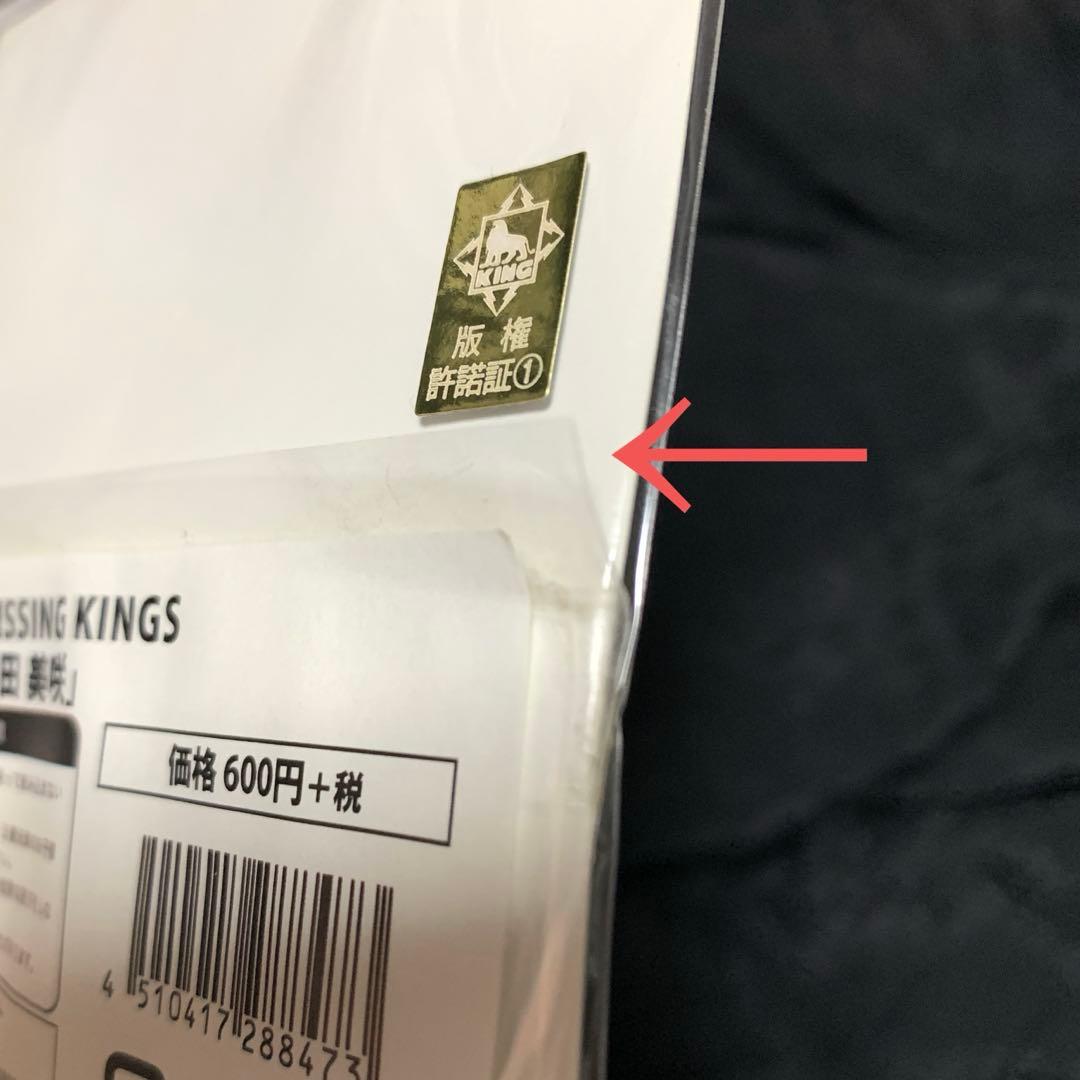 KING
版権
許諾証①
ISSING KINGS
田 美咲」
価格 600円+税
4 510417 288473